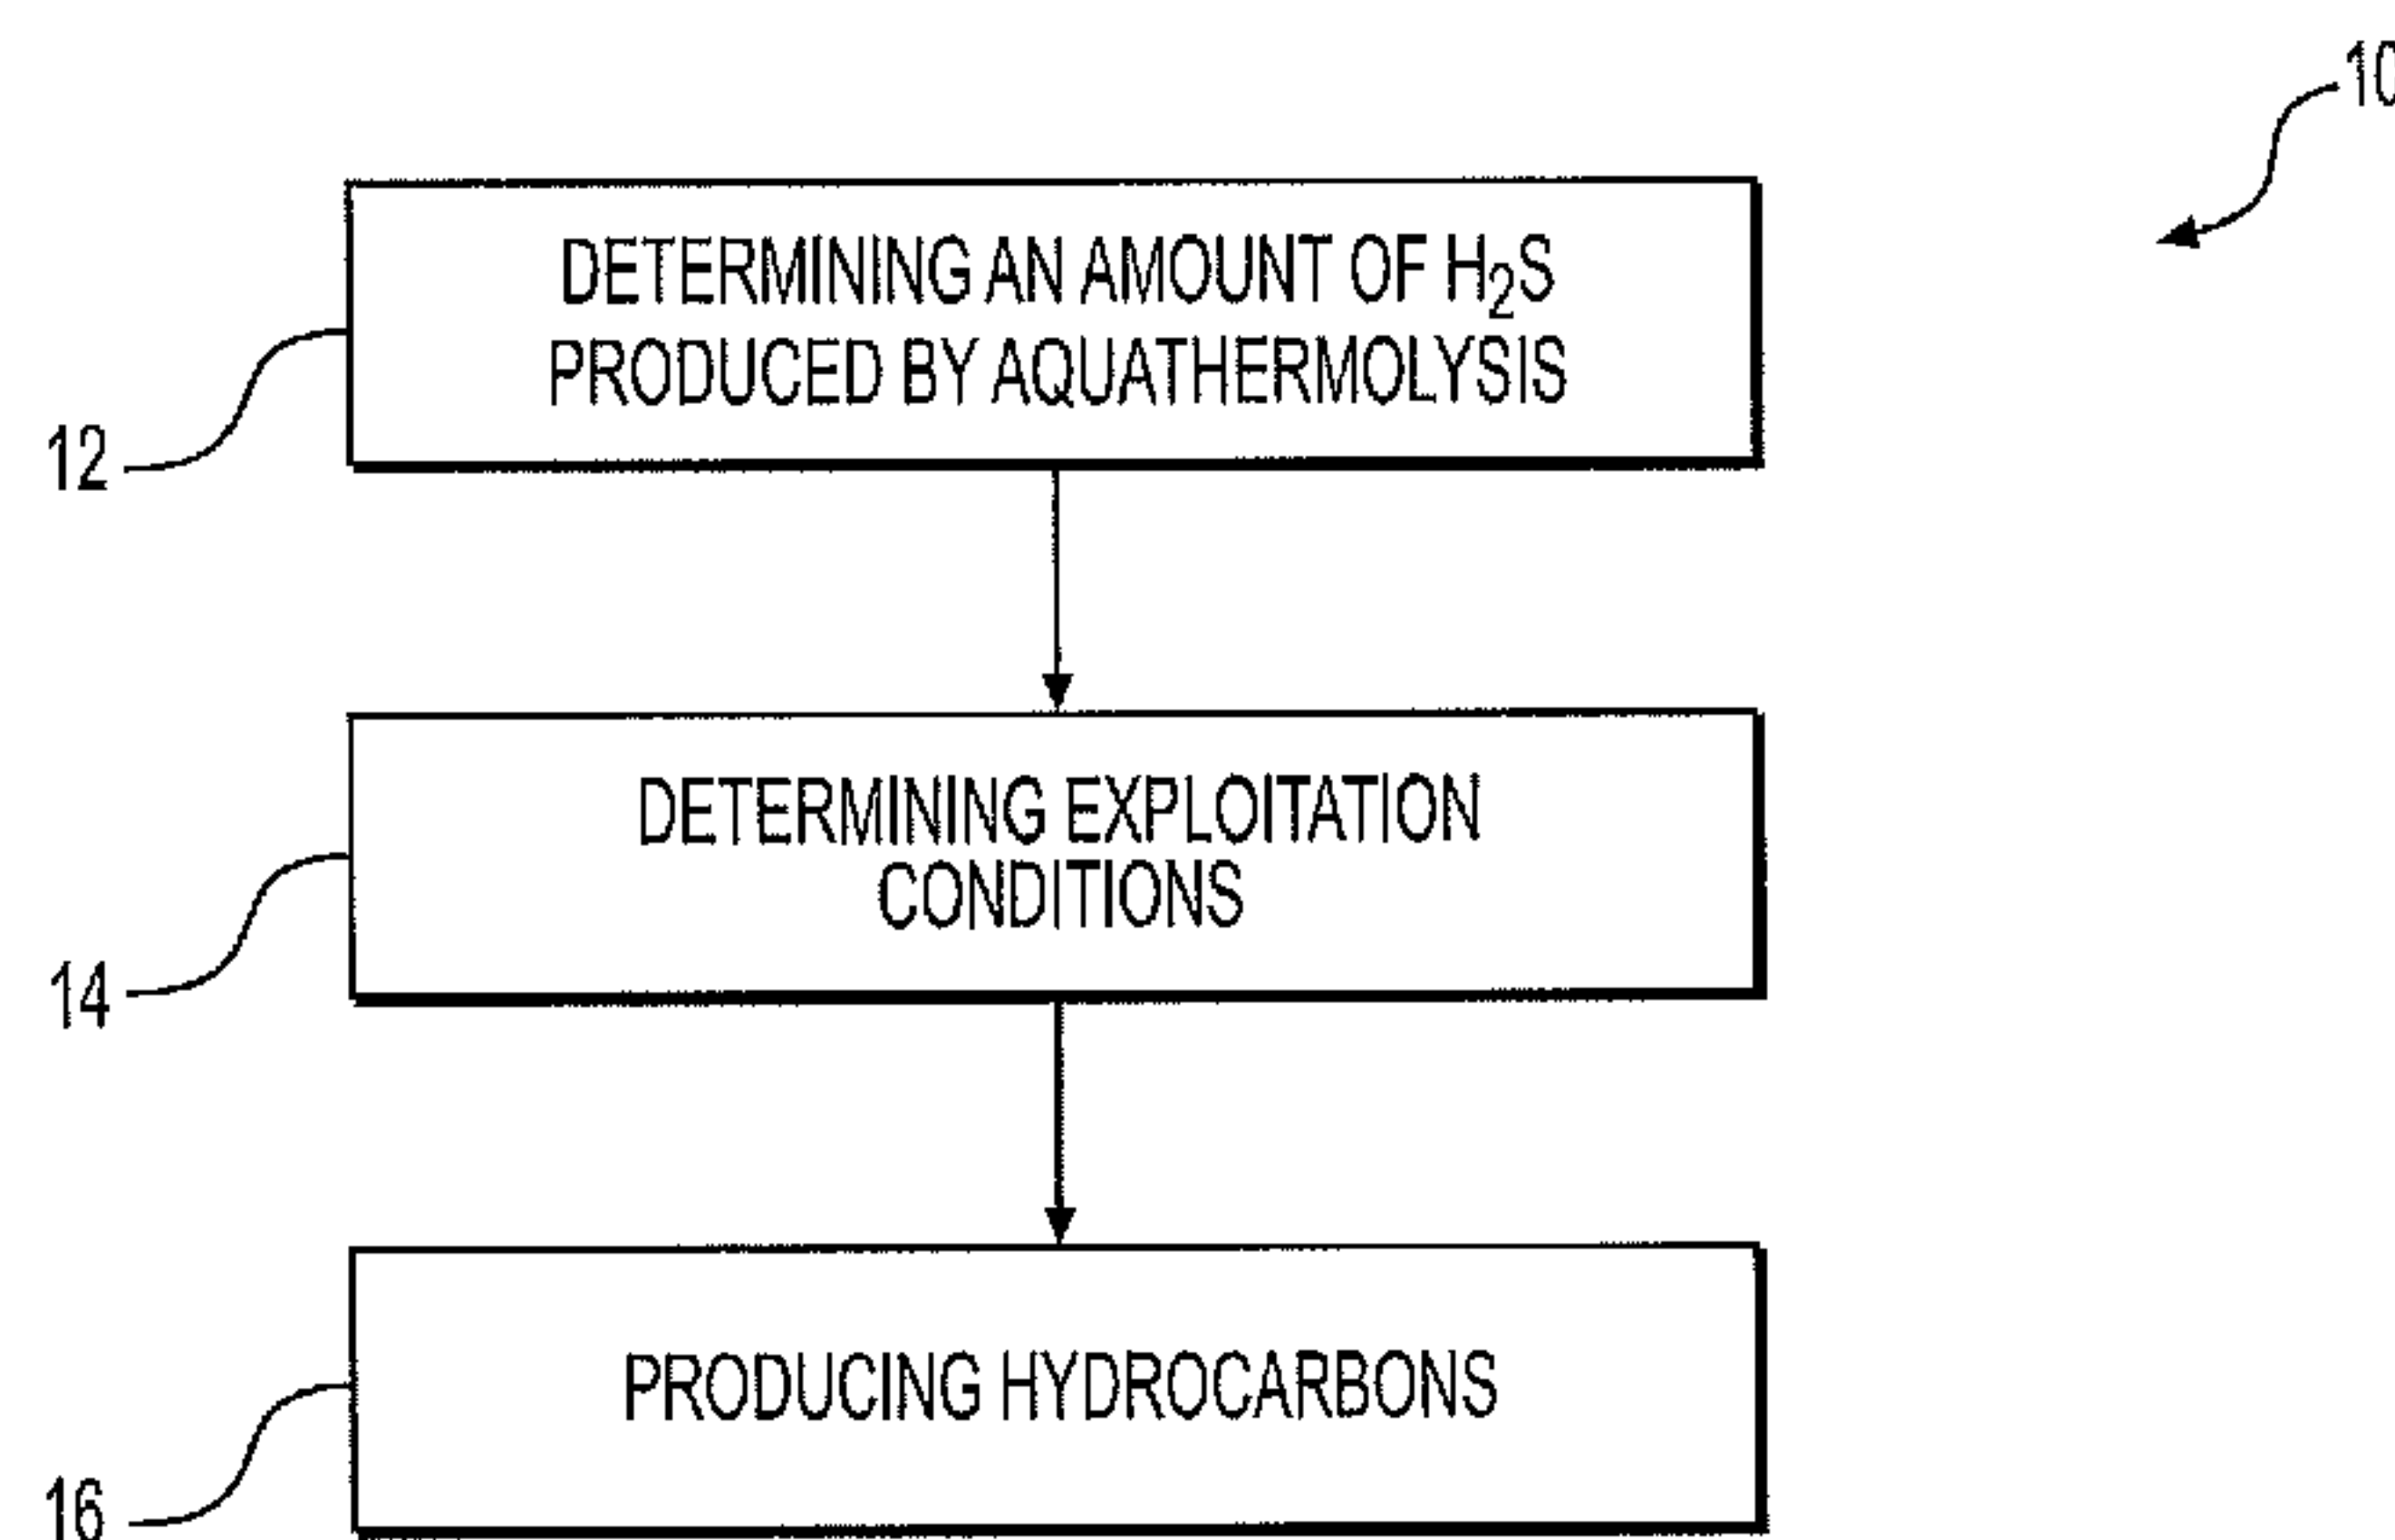 10
DETERMINING AN AMOUNT OF H₂S
PRODUCED BY AQUATHERMOLYSIS
12
DETERMINING EXPLOITATION
CONDITIONS
14
PRODUCING HYDROCARBONS
16